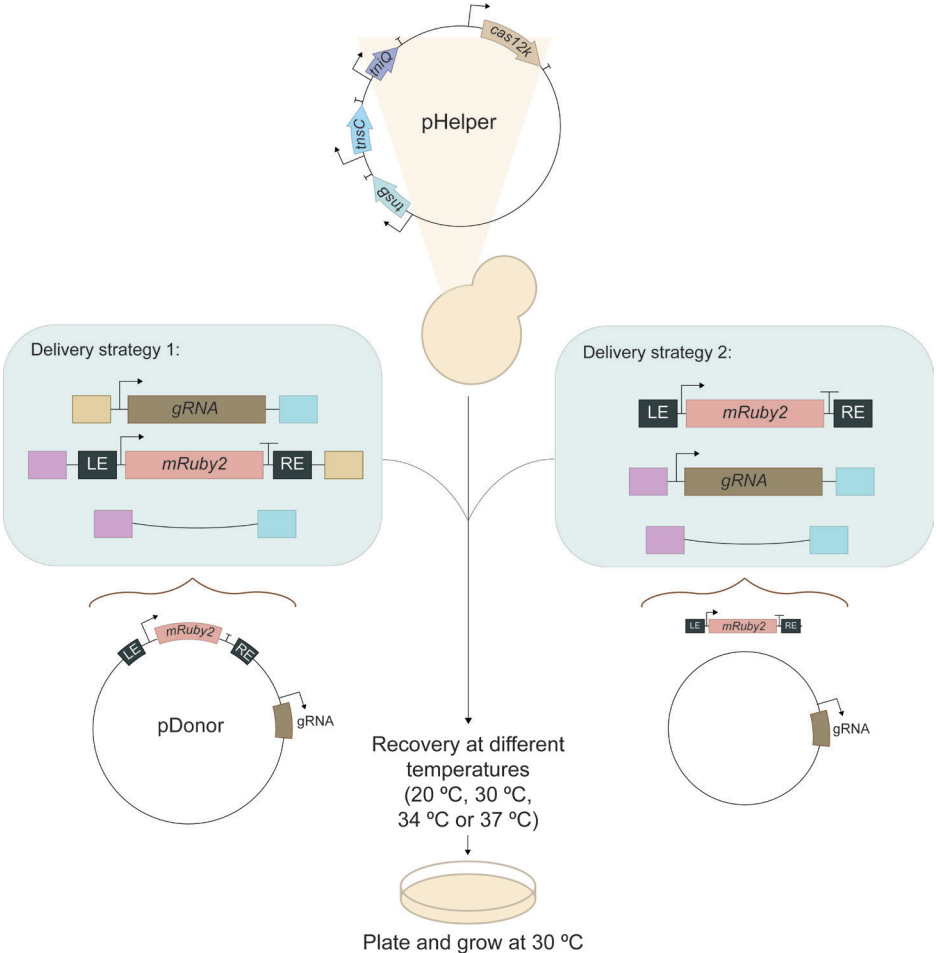 cas12k
tniQ
tnsC
tnsB
pHelper
Delivery strategy 1:
gRNA
LE
mRuby2
RE
Delivery strategy 2:
LE
mRuby2
RE
gRNA
LE
mRuby2
RE
pDonor
gRNA
LE
mRuby2
RE
gRNA
Recovery at different
temperatures
(20 ºC, 30 ºC,
34 ºC or 37 ºC)
Plate and grow at 30 ºC